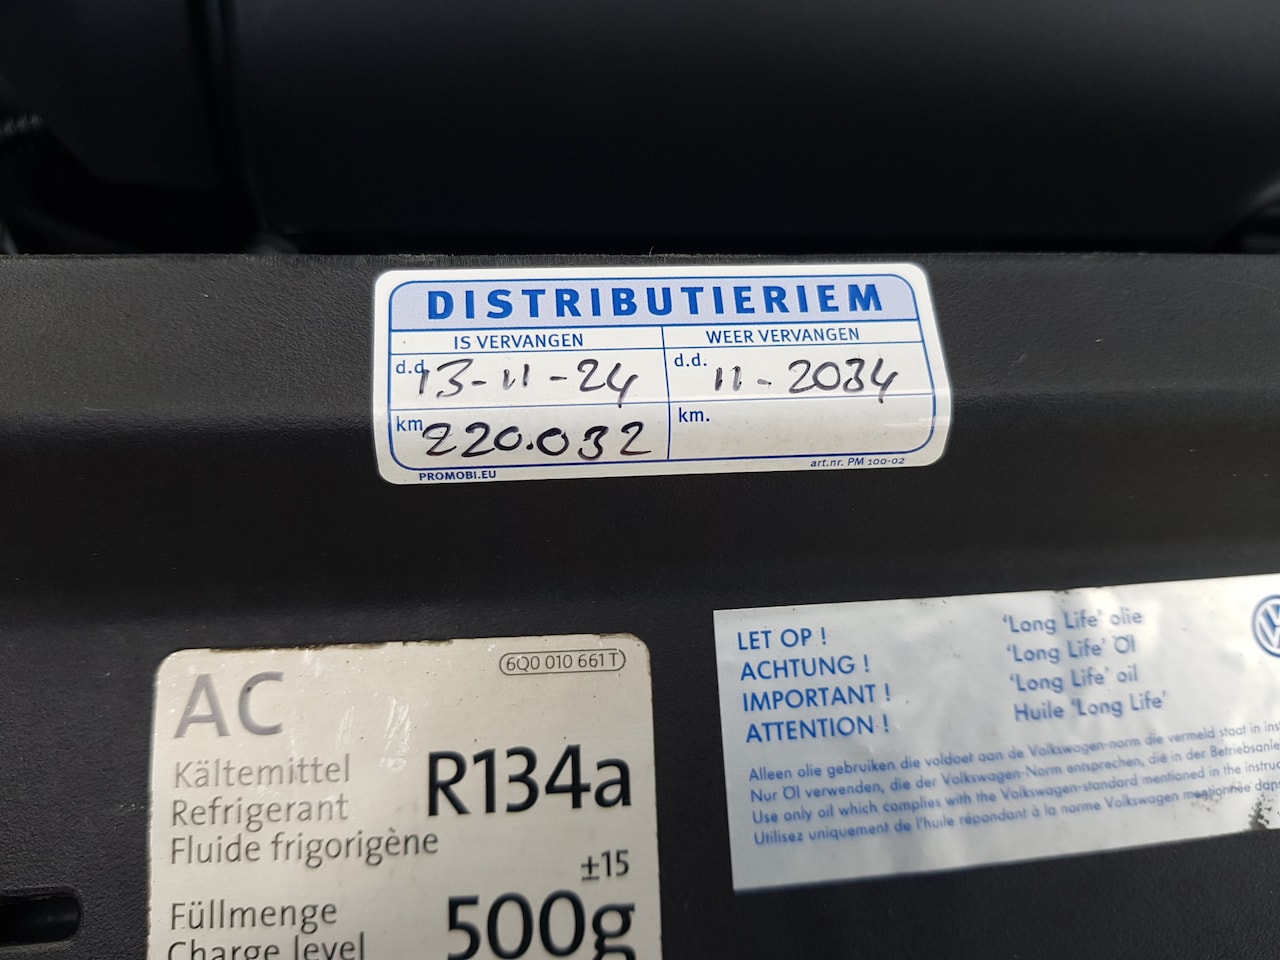 DISTRIBUTIERIEM
IS VERVANGEN
WEER VERVANGEN
d.d. 13-11-24
d.d. 11-2034
km 220.032
km.
PROMOBI.EU
art.nr. PM 100-02
AC
6Q0 010 661 T
Kältemittel
Refrigerant
Fluide frigorigène
R134a
±15
Füllmenge
Charge level
500g
LET OP !
ACHTUNG !
IMPORTANT !
ATTENTION !
'Long Life' olie
'Long Life' Öl
'Long Life' oil
Huile 'Long Life'
Alleen olie gebruiken die voldoet aan de Volkswagen-norm die vermeld staat in
Nur Öl verwenden, die der Volkswagen-Norm entsprechen, die in der
Use only oil which complies with the Volkswagen-standard mentioned in the
Utilisez uniquement de l'huile répondant à la norme Volkswagen mentionnée